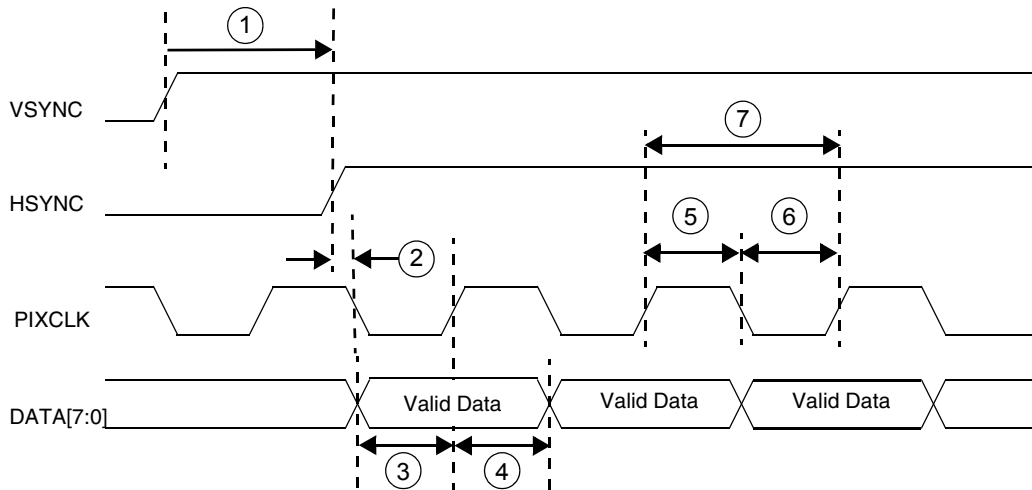 1
VSYNC
7
HSYNC
5
6
2
PIXCLK
DATA[7:0]
Valid Data
Valid Data
Valid Data
3
4